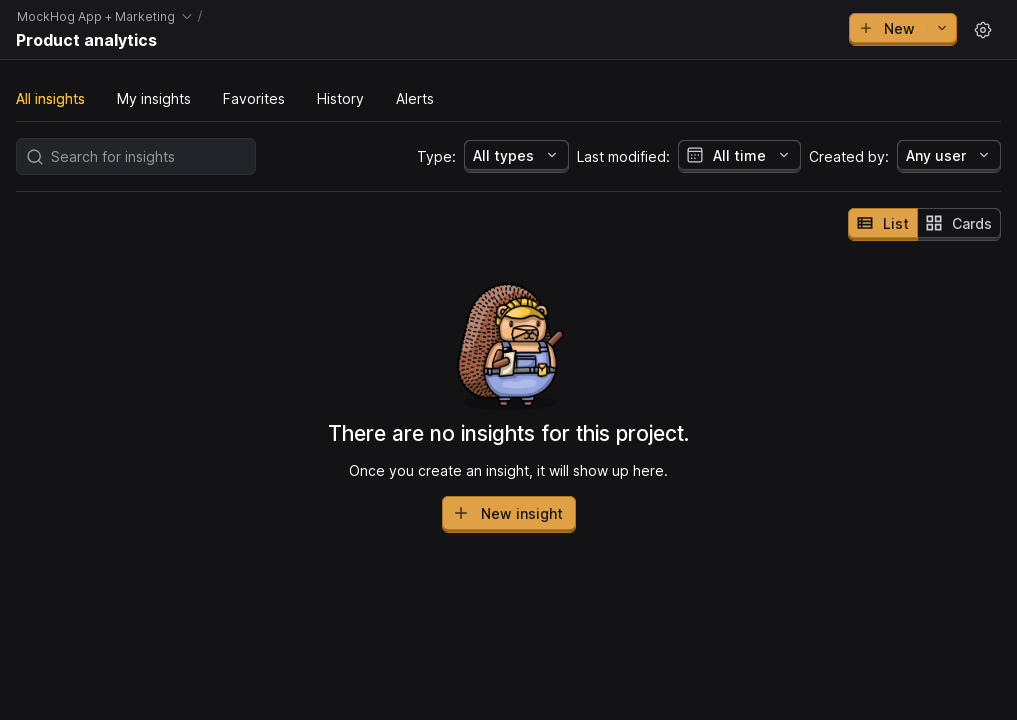 MockHog App + Marketing /
Product analytics
New
All insights
My insights
Favorites
History
Alerts
Search for insights
Type:
All types
Last modified:
All time
Created by:
Any user
List
Cards
There are no insights for this project.
Once you create an insight, it will show up here.
New insight